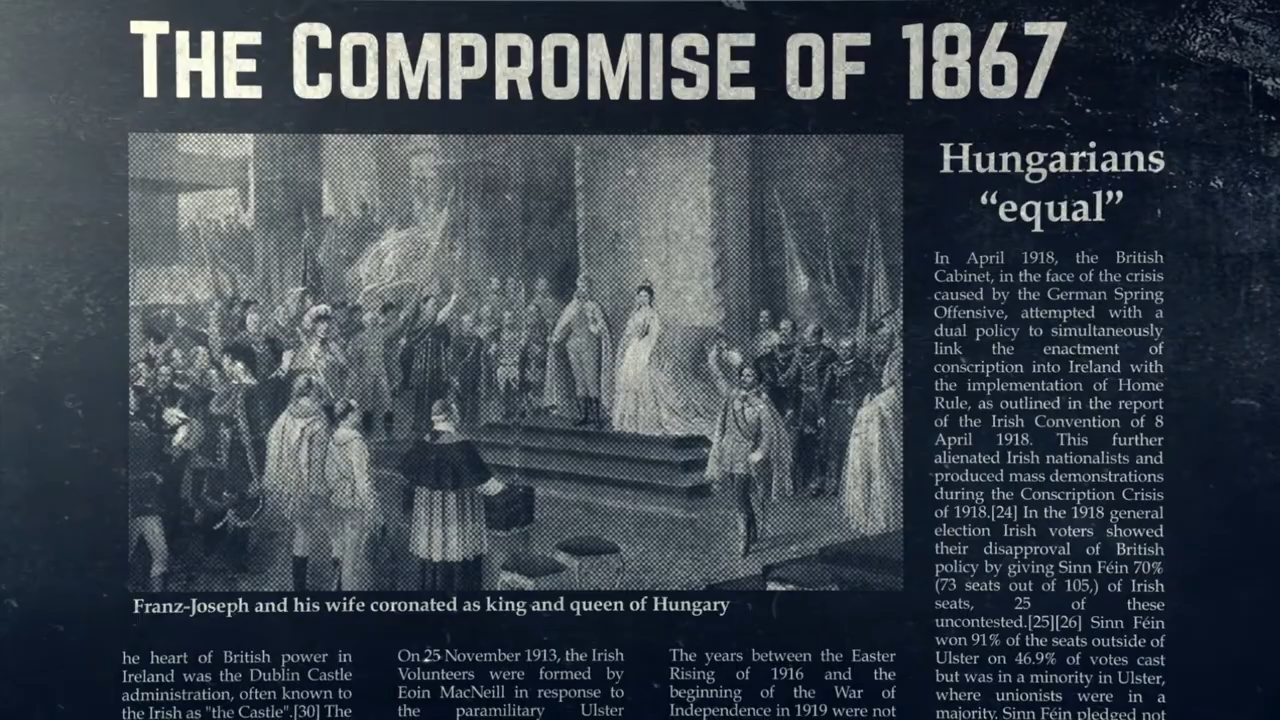 THE COMPROMISE OF 1867
Hungarians
“equal”
In April 1918, the British
Cabinet, in the face of the crisis
caused by the German Spring
Offensive, attempted with a
dual policy to simultaneously
link the enactment of
conscription into Ireland with
the implementation of Home
Rule, as outlined in the report
of the Irish Convention of 8
April 1918. This further
alienated Irish nationalists and
produced mass demonstrations
during the Conscription Crisis
of 1918.[24] In the 1918 general
election Irish voters showed
their disapproval of British
policy by giving Sinn Féin 70%
(73 seats out of 105,) of Irish
seats, 25 of these
uncontested.[25][26] Sinn Féin
won 91% of the seats outside of
Ulster on 46.9% of votes cast
but was in a minority in Ulster,
where unionists were in a
majority. Sinn Féin pledged not
Franz-Joseph and his wife coronated as king and queen of Hungary
he heart of British power in
Ireland was the Dublin Castle
administration, often known to
the Irish as "the Castle".[30] The
On 25 November 1913, the Irish
Volunteers were formed by
Eoin MacNeill in response to
the paramilitary Ulster
The years between the Easter
Rising of 1916 and the
beginning of the War of
Independence in 1919 were not